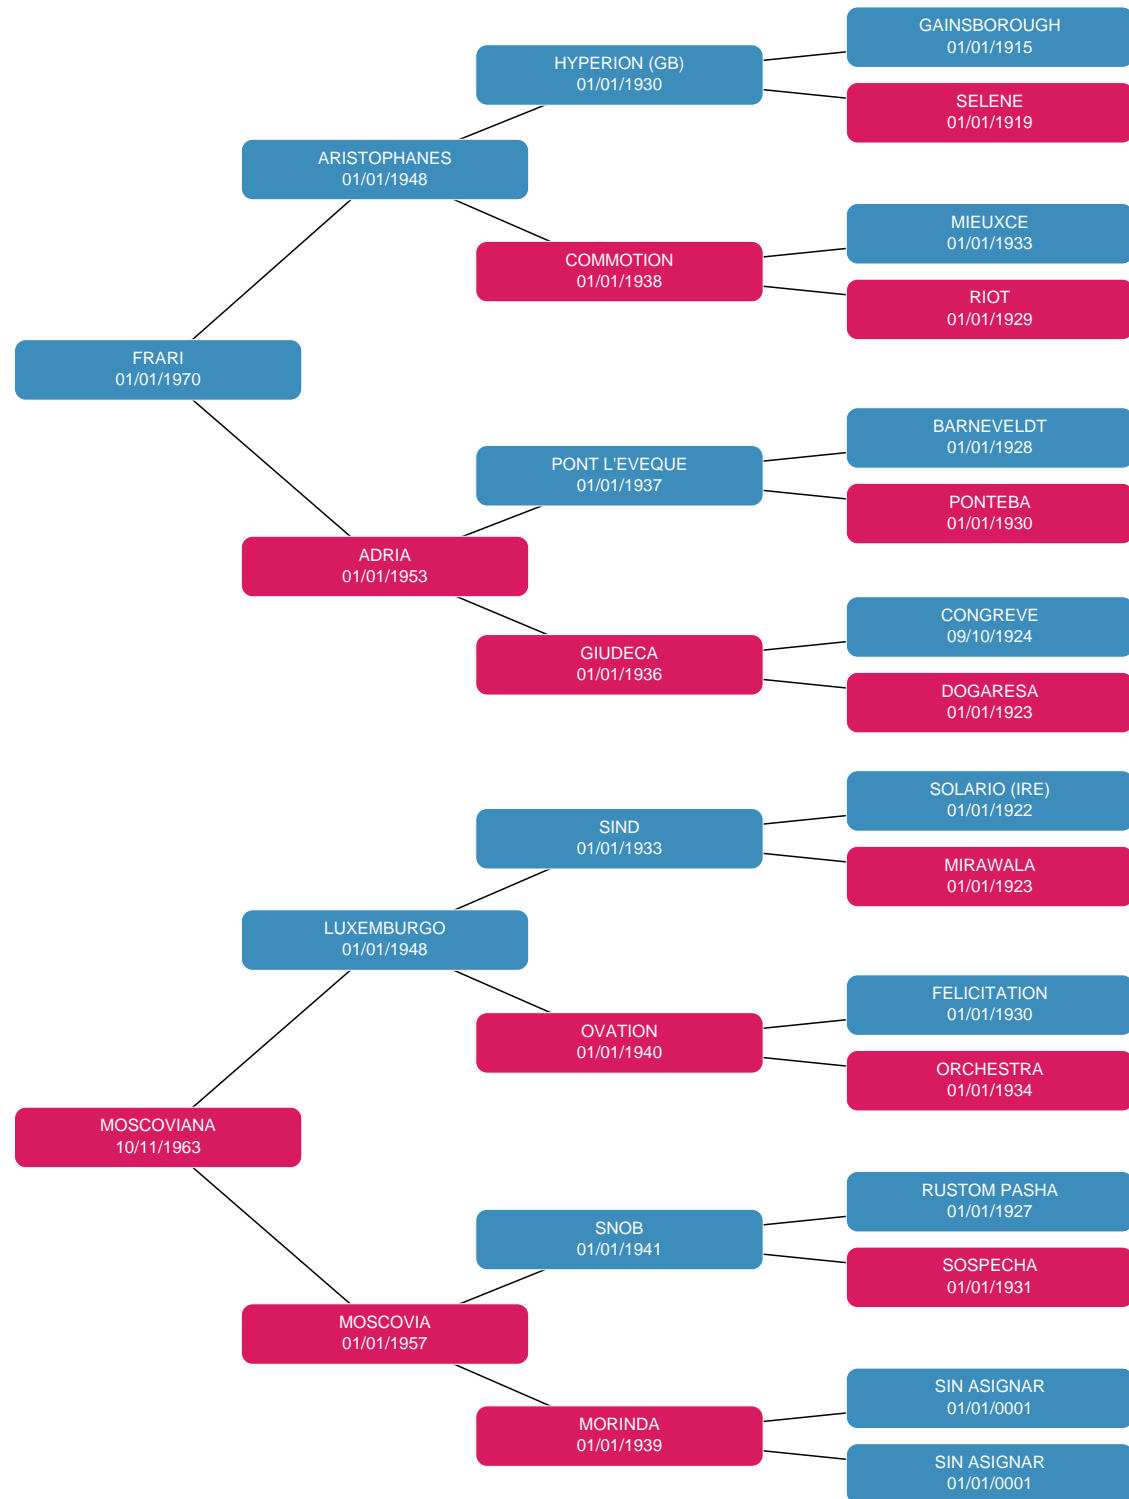 GAINSBOROUGH
01/01/1915
HYPERION (GB)
01/01/1930
SELENE
01/01/1919
ARISTOPHANES
01/01/1948
MIEUXCE
01/01/1933
COMMOTION
01/01/1938
RIOT
01/01/1929
FRARI
01/01/1970
BARNEVELDT
01/01/1928
PONT L'EVEQUE
01/01/1937
PONTEBA
01/01/1930
ADRIA
01/01/1953
CONGREVE
09/10/1924
GIUDECA
01/01/1936
DOGARESA
01/01/1923
SOLARIO (IRE)
01/01/1922
SIND
01/01/1933
MIRAWALA
01/01/1923
LUXEMBURGO
01/01/1948
FELICITATION
01/01/1930
OVATION
01/01/1940
ORCHESTRA
01/01/1934
MOSCOVIANA
10/11/1963
RUSTOM PASHA
01/01/1927
SNOB
01/01/1941
SOSPECHA
01/01/1931
MOSCOVIA
01/01/1957
SIN ASIGNAR
01/01/0001
MORINDA
01/01/1939
SIN ASIGNAR
01/01/0001